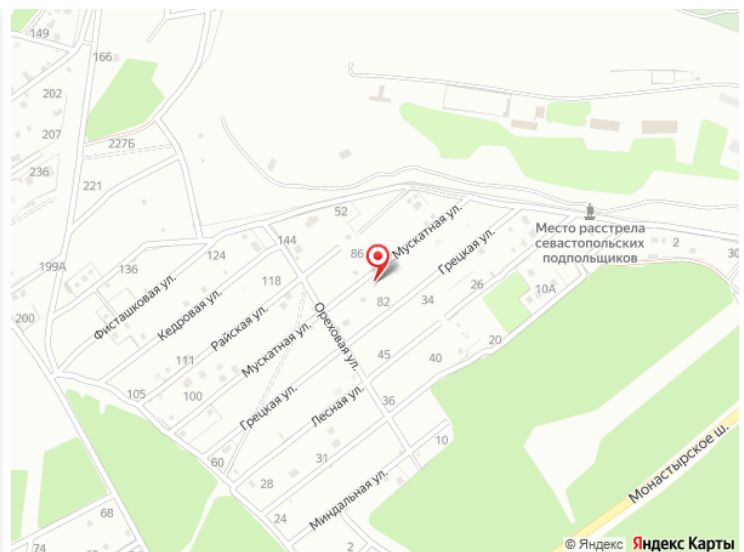 149
166
202
207
227Б
236
221
52
Мускатная ул.
Место расстрела
севастопольских
подпольщиков
2
30
199А
136
124
144
86
Грецкая ул.
Фисташковая ул.
Кедровая ул.
118
82
34
26
10А
200
Райская ул.
Ореховая ул.
Мускатная ул.
111
45
40
20
105
100
Грецкая ул.
Лесная ул.
36
10
60
31
28
Миндальная ул.
Монастырское ш.
68
24
74
2
© Яндекс Яндекс Карты